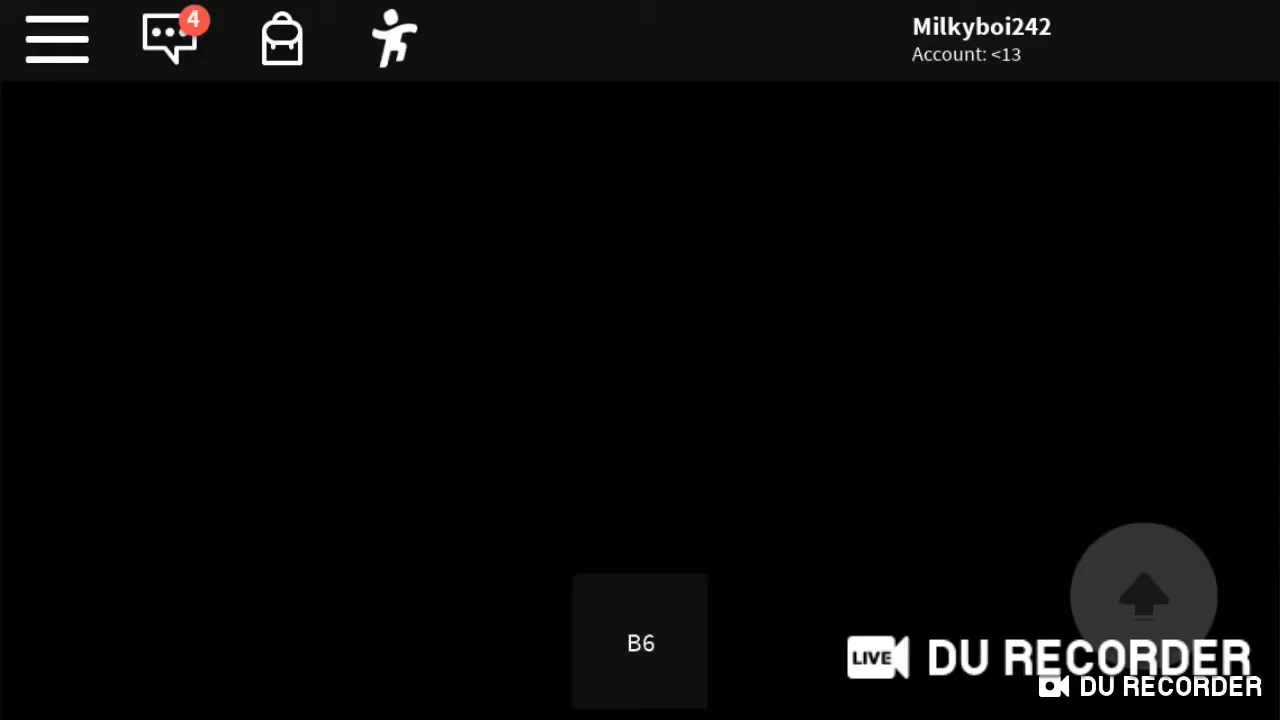 4
Milkyboi242
Account: <13
B6
LIVE DU RECORDER
DU RECORDER